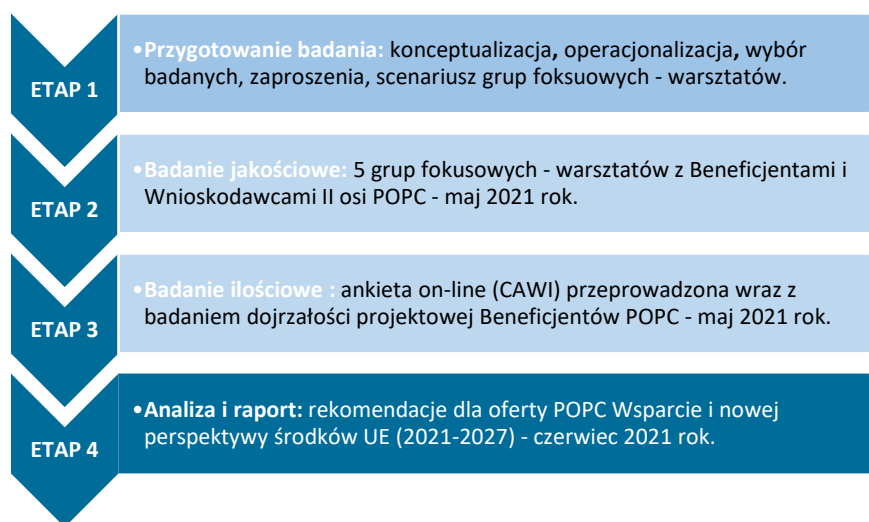 ETAP 1
•Przygotowanie badania: konceptualizacja, operacjonalizacja, wybór
badanych, zaproszenia, scenariusz grup foksuowych - warsztatów.
ETAP 2
•Badanie jakościowe: 5 grup fokusowych - warsztatów z Beneficjentami i
Wnioskodawcami II osi POPC - maj 2021 rok.
ETAP 3
•Badanie ilościowe : ankieta on-line (CAWI) przeprowadzona wraz z
badaniem dojrzałości projektowej Beneficjentów POPC - maj 2021 rok.
ETAP 4
•Analiza i raport: rekomendacje dla oferty POPC Wsparcie i nowej
perspektywy środków UE (2021-2027) - czerwiec 2021 rok.